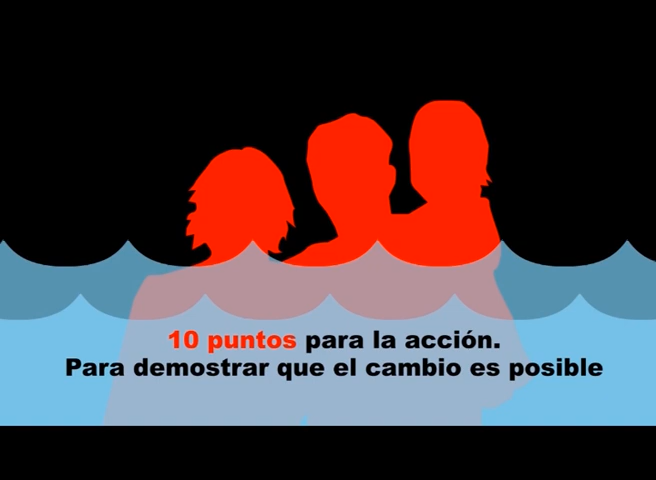 10 puntos para la acción.
Para demostrar que el cambio es posible